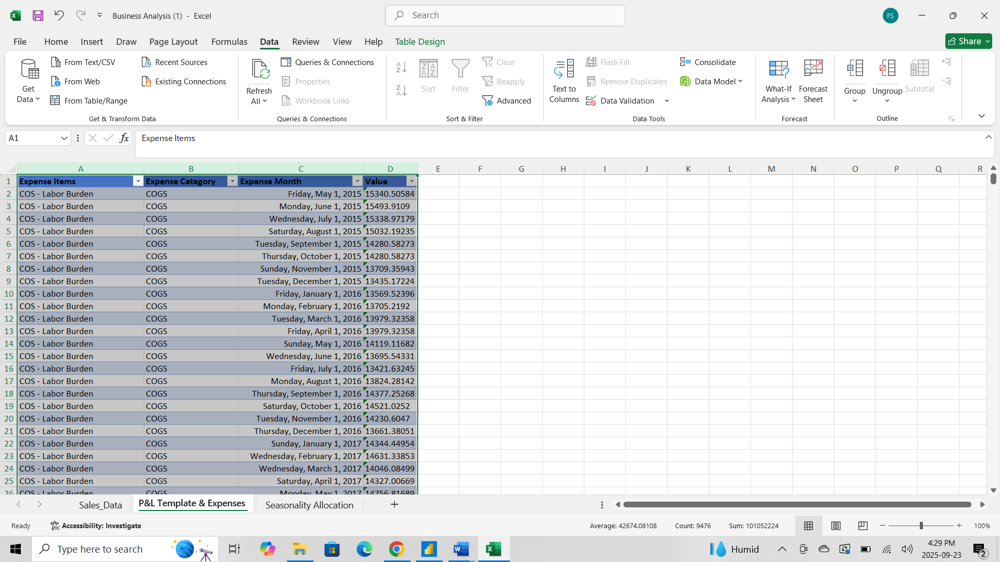 Business Analysis (1) - Excel
Search
FS
File Home Insert Draw Page Layout Formulas Data Review View Help Table Design
Share
Get Data
From Text/CSV
From Web
From Table/Range
Recent Sources
Existing Connections
Get & Transform Data
Refresh All
Queries & Connections
Properties
Workbook Links
Queries & Connections
Sort
Filter
Clear
Reapply
Advanced
Sort & Filter
Text to Columns
Flash Fill
Remove Duplicates
Data Validation
Consolidate
Data Model
Data Tools
What-If Analysis
Forecast Sheet
Forecast
Group
Ungroup
Subtotal
Outline
A1
fx
Expense Items
A B C D E F G H I J K L M N O P Q R
1 Expense Items Expense Category Expense Month Value
2 COS - Labor Burden COGS Friday, May 1, 2015 15340.50584
3 COS - Labor Burden COGS Monday, June 1, 2015 15493.9109
4 COS - Labor Burden COGS Wednesday, July 1, 2015 15338.97179
5 COS - Labor Burden COGS Saturday, August 1, 2015 15032.19235
6 COS - Labor Burden COGS Tuesday, September 1, 2015 14280.58273
7 COS - Labor Burden COGS Thursday, October 1, 2015 14280.58273
8 COS - Labor Burden COGS Sunday, November 1, 2015 13709.35943
9 COS - Labor Burden COGS Tuesday, December 1, 2015 13435.17224
10 COS - Labor Burden COGS Friday, January 1, 2016 13569.52396
11 COS - Labor Burden COGS Monday, February 1, 2016 13705.2192
12 COS - Labor Burden COGS Tuesday, March 1, 2016 13979.32358
13 COS - Labor Burden COGS Friday, April 1, 2016 13979.32358
14 COS - Labor Burden COGS Sunday, May 1, 2016 14119.11682
15 COS - Labor Burden COGS Wednesday, June 1, 2016 13695.54331
16 COS - Labor Burden COGS Friday, July 1, 2016 13421.63245
17 COS - Labor Burden COGS Monday, August 1, 2016 13824.28142
18 COS - Labor Burden COGS Thursday, September 1, 2016 14377.25268
19 COS - Labor Burden COGS Saturday, October 1, 2016 14521.0252
20 COS - Labor Burden COGS Tuesday, November 1, 2016 14230.6047
21 COS - Labor Burden COGS Thursday, December 1, 2016 13661.38051
22 COS - Labor Burden COGS Sunday, January 1, 2017 14344.44954
23 COS - Labor Burden COGS Wednesday, February 1, 2017 14631.33853
24 COS - Labor Burden COGS Wednesday, March 1, 2017 14046.08499
25 COS - Labor Burden COGS Saturday, April 1, 2017 14327.00669
26 COS - Labor Burden COGS Monday, May 1, 2017 14756.81689
Sales_Data P&L Template & Expenses Seasonality Allocation
Ready Accessibility: Investigate Average: 42674.08108 Count: 9476 Sum: 101052224 100%
Type here to search
Humid
4:29 PM
2025-09-23
2